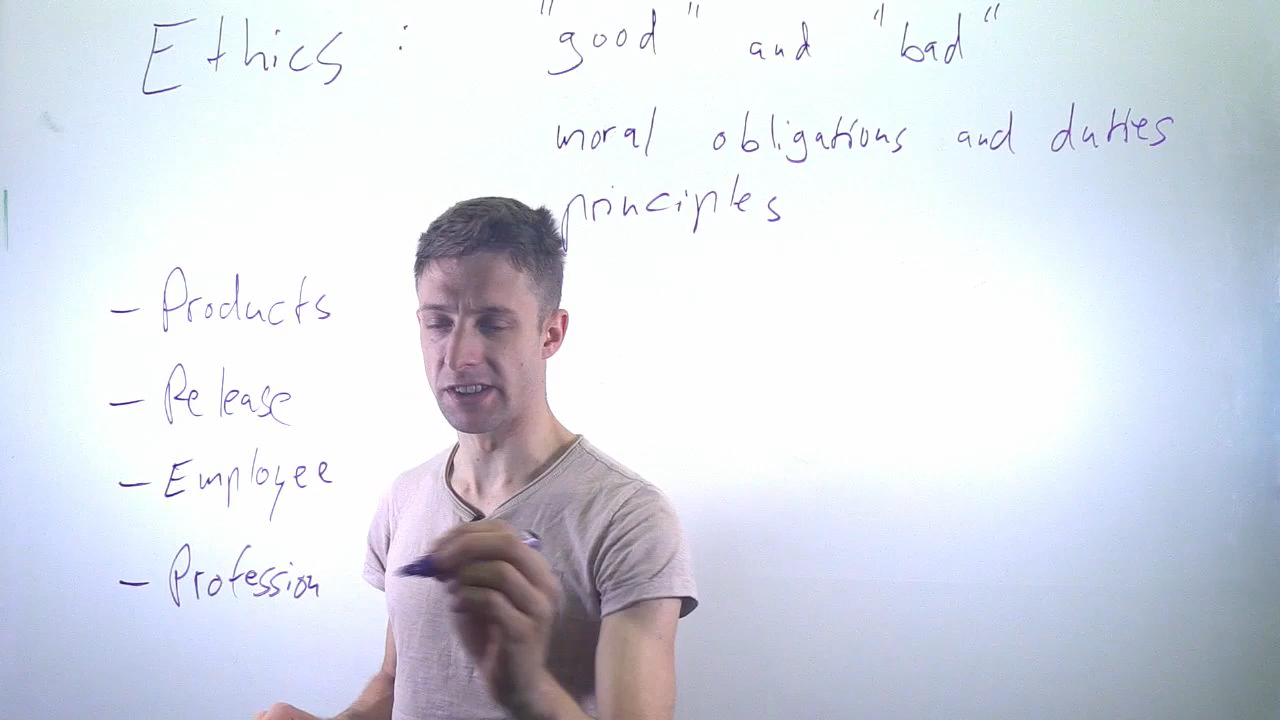 Ethics : "good" and "bad"
moral obligations and duties
principles
- Products
- Release
- Employee
- Profession